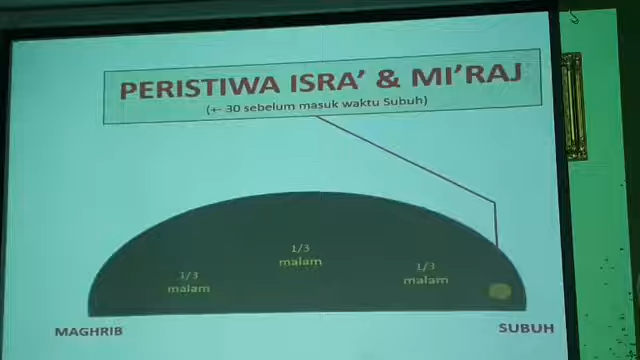 PERISTIWA ISRA' & MI'RAJ
(+- 30 sebelum masuk waktu Subuh)
1/3
malam
1/3
malam
1/3
malam
MAGHRIB
SUBUH